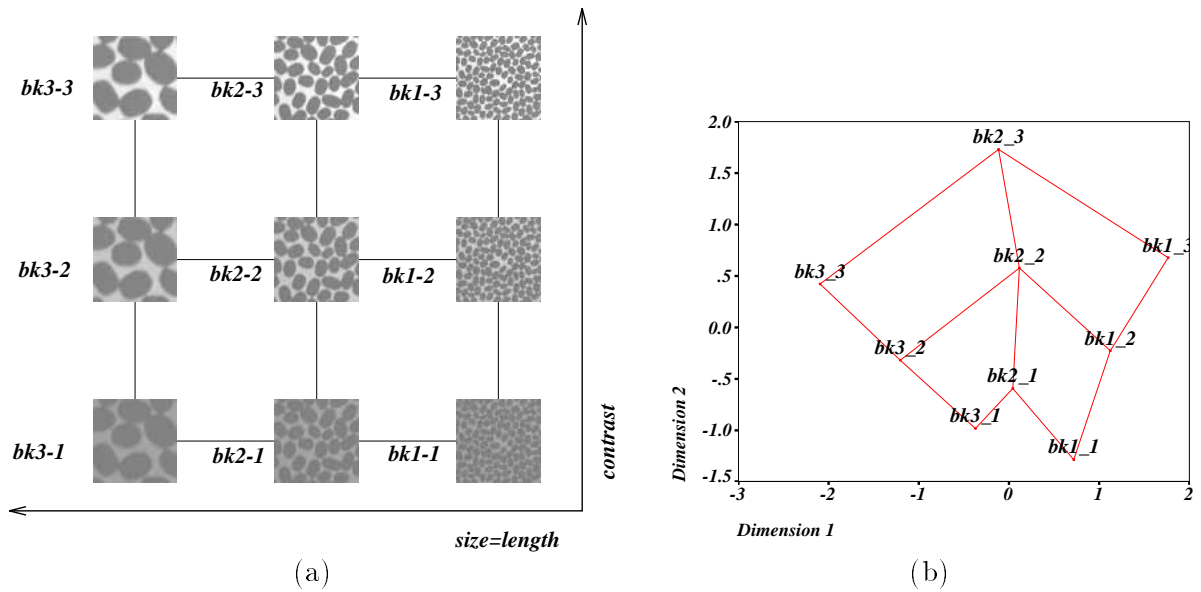 bk3-3
bk2-3
bk1-3
bk3-2
bk2-2
bk1-2
bk3-1
bk2-1
bk1-1
contrast
size=length
(a)
2.0
1.5
1.0
.5
0.0
-.5
-1.0
-1.5
-3
-2
-1
0
1
2
Dimension 2
Dimension 1
bk2_3
bk1_3
bk3_3
bk2_2
bk3_2
bk1_2
bk2_1
bk3_1
bk1_1
(b)